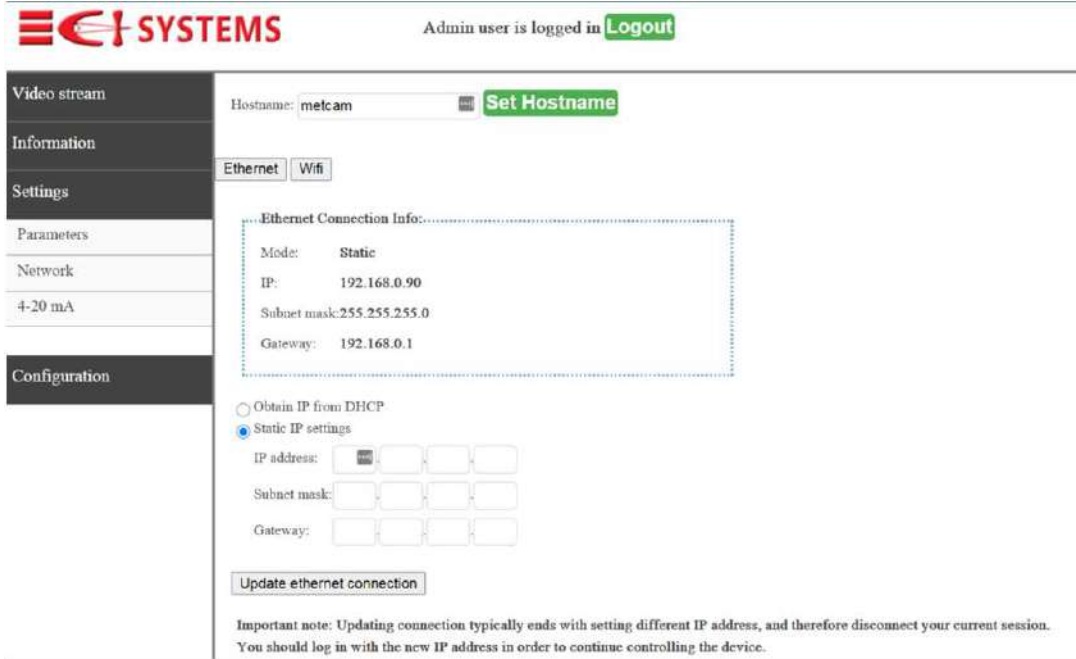 ECI SYSTEMS
Admin user is logged in Logout
Video stream
Information
Settings
Parameters
Network
4-20 mA
Configuration
Hostname: metcam Set Hostname
Ethernet Wifi
Ethernet Connection Info:
Mode: Static
IP: 192.168.0.90
Subnet mask:255.255.255.0
Gateway: 192.168.0.1
Obtain IP from DHCP
Static IP settings
IP address: . . .
Subnet mask: . . .
Gateway: . . .
Update ethernet connection
Important note: Updating connection typically ends with setting different IP address, and therefore disconnect your current session.
You should log in with the new IP address in order to continue controlling the device.